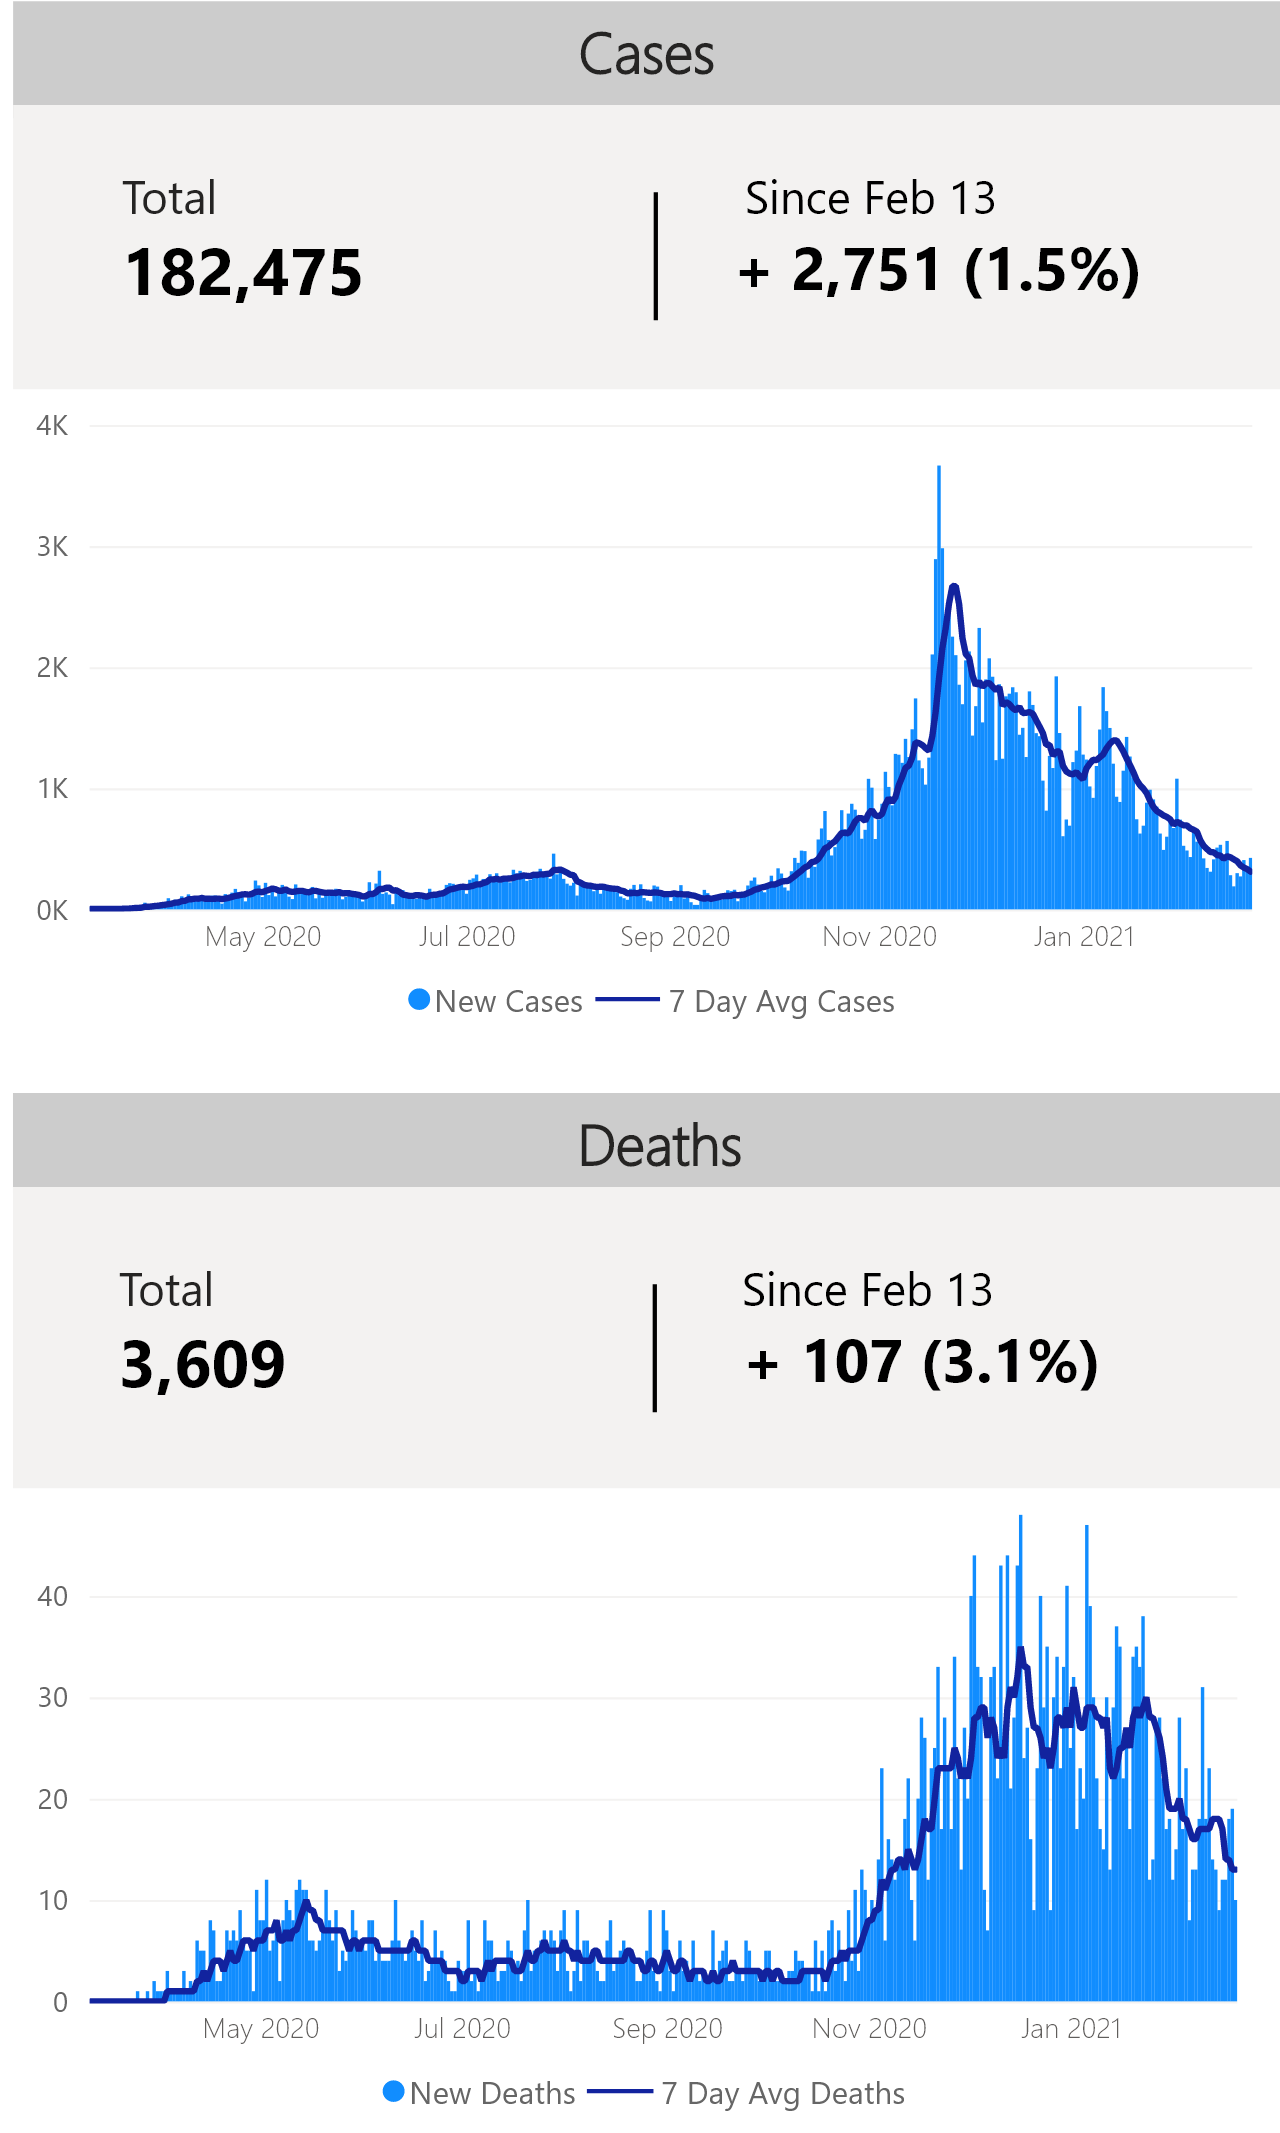 Cases
Total
182,475
Since Feb 13
+ 2,751 (1.5%)
4K
3K
2K
1K
0K
May 2020 Jul 2020 Sep 2020 Nov 2020 Jan 2021
New Cases 7 Day Avg Cases
Deaths
Total
3,609
Since Feb 13
+ 107 (3.1%)
40
30
20
10
0
May 2020 Jul 2020 Sep 2020 Nov 2020 Jan 2021
New Deaths 7 Day Avg Deaths